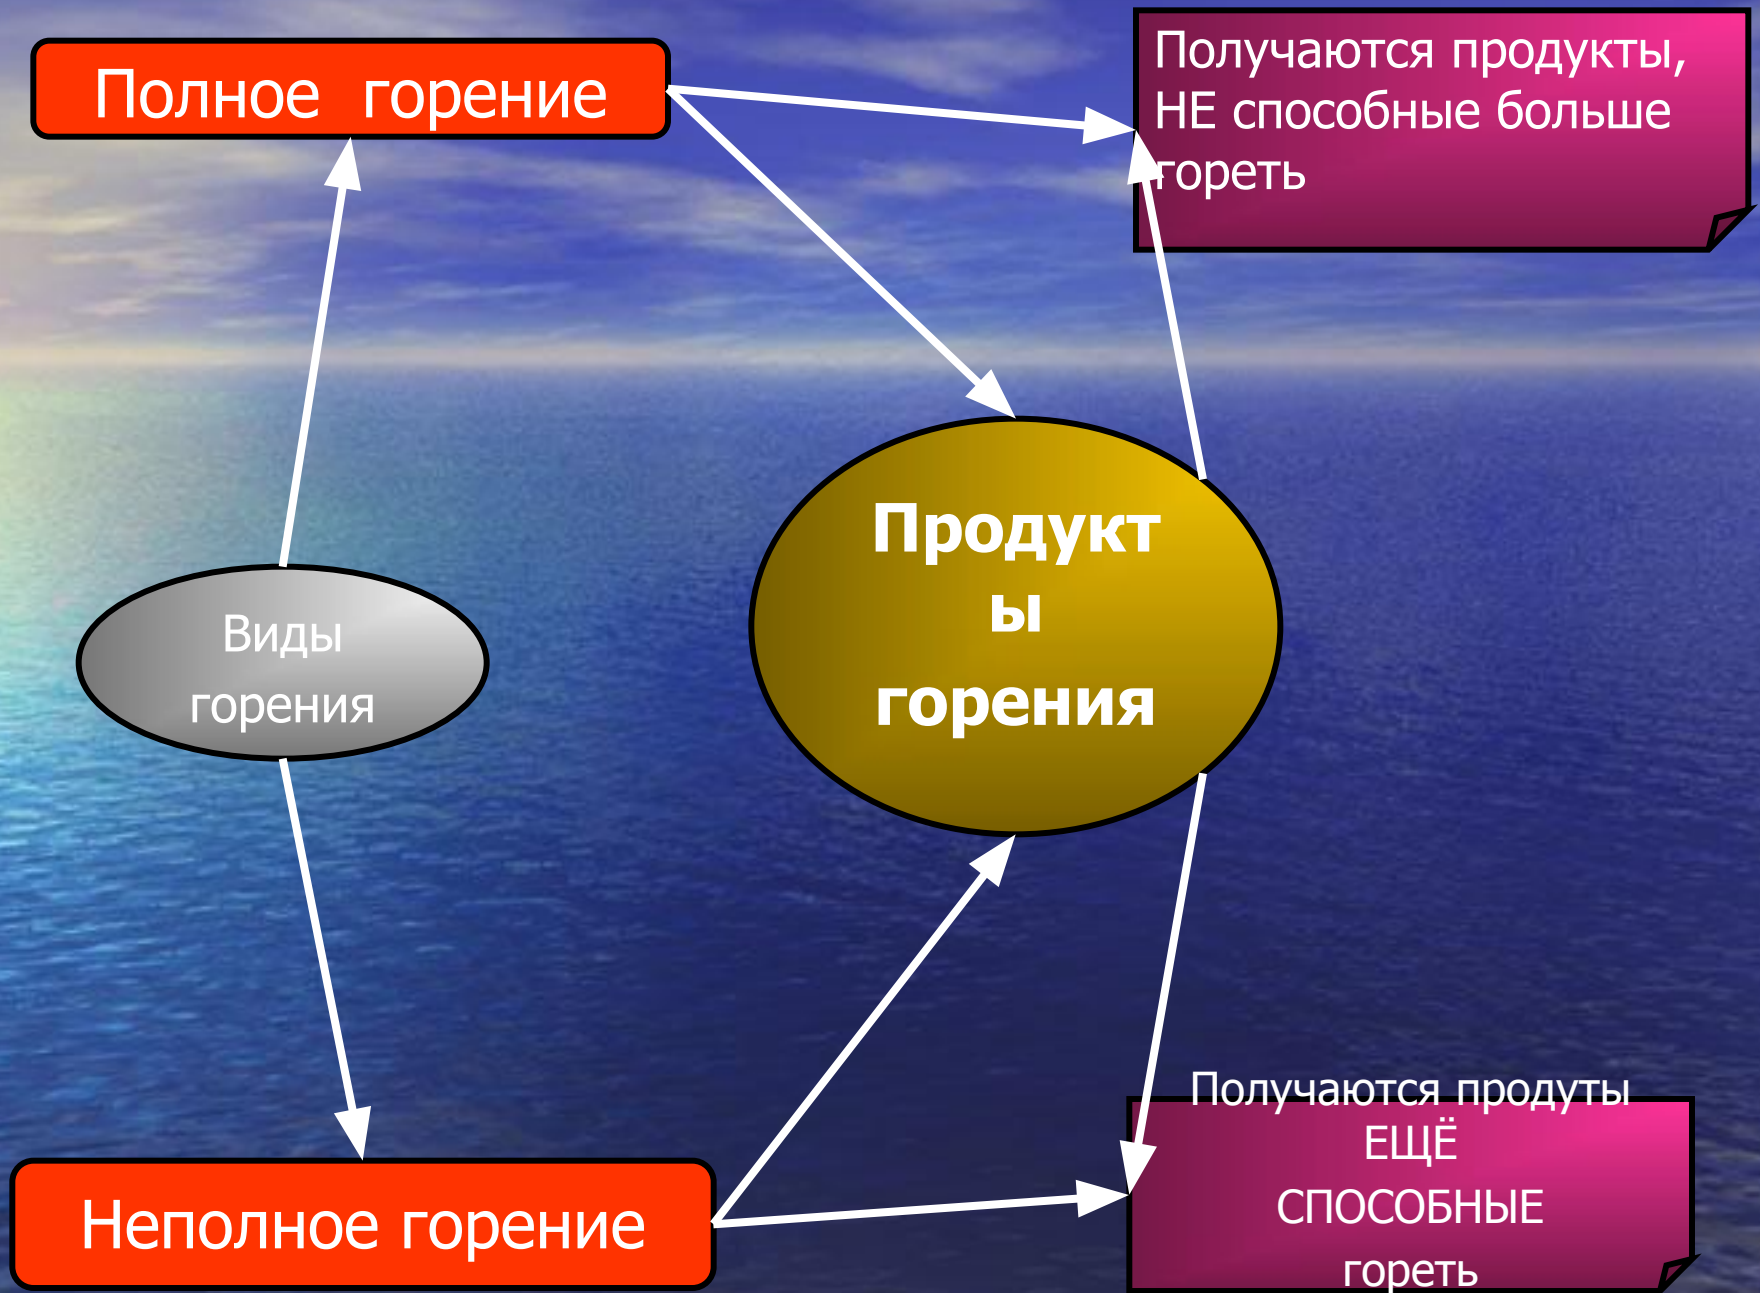 Полное горение
Получаются продукты,
НЕ способные больше
гореть
Продукт
ы
горения
Виды
горения
Получаются продуты
ЕЩЁ
СПОСОБНЫЕ
гореть
Неполное горение